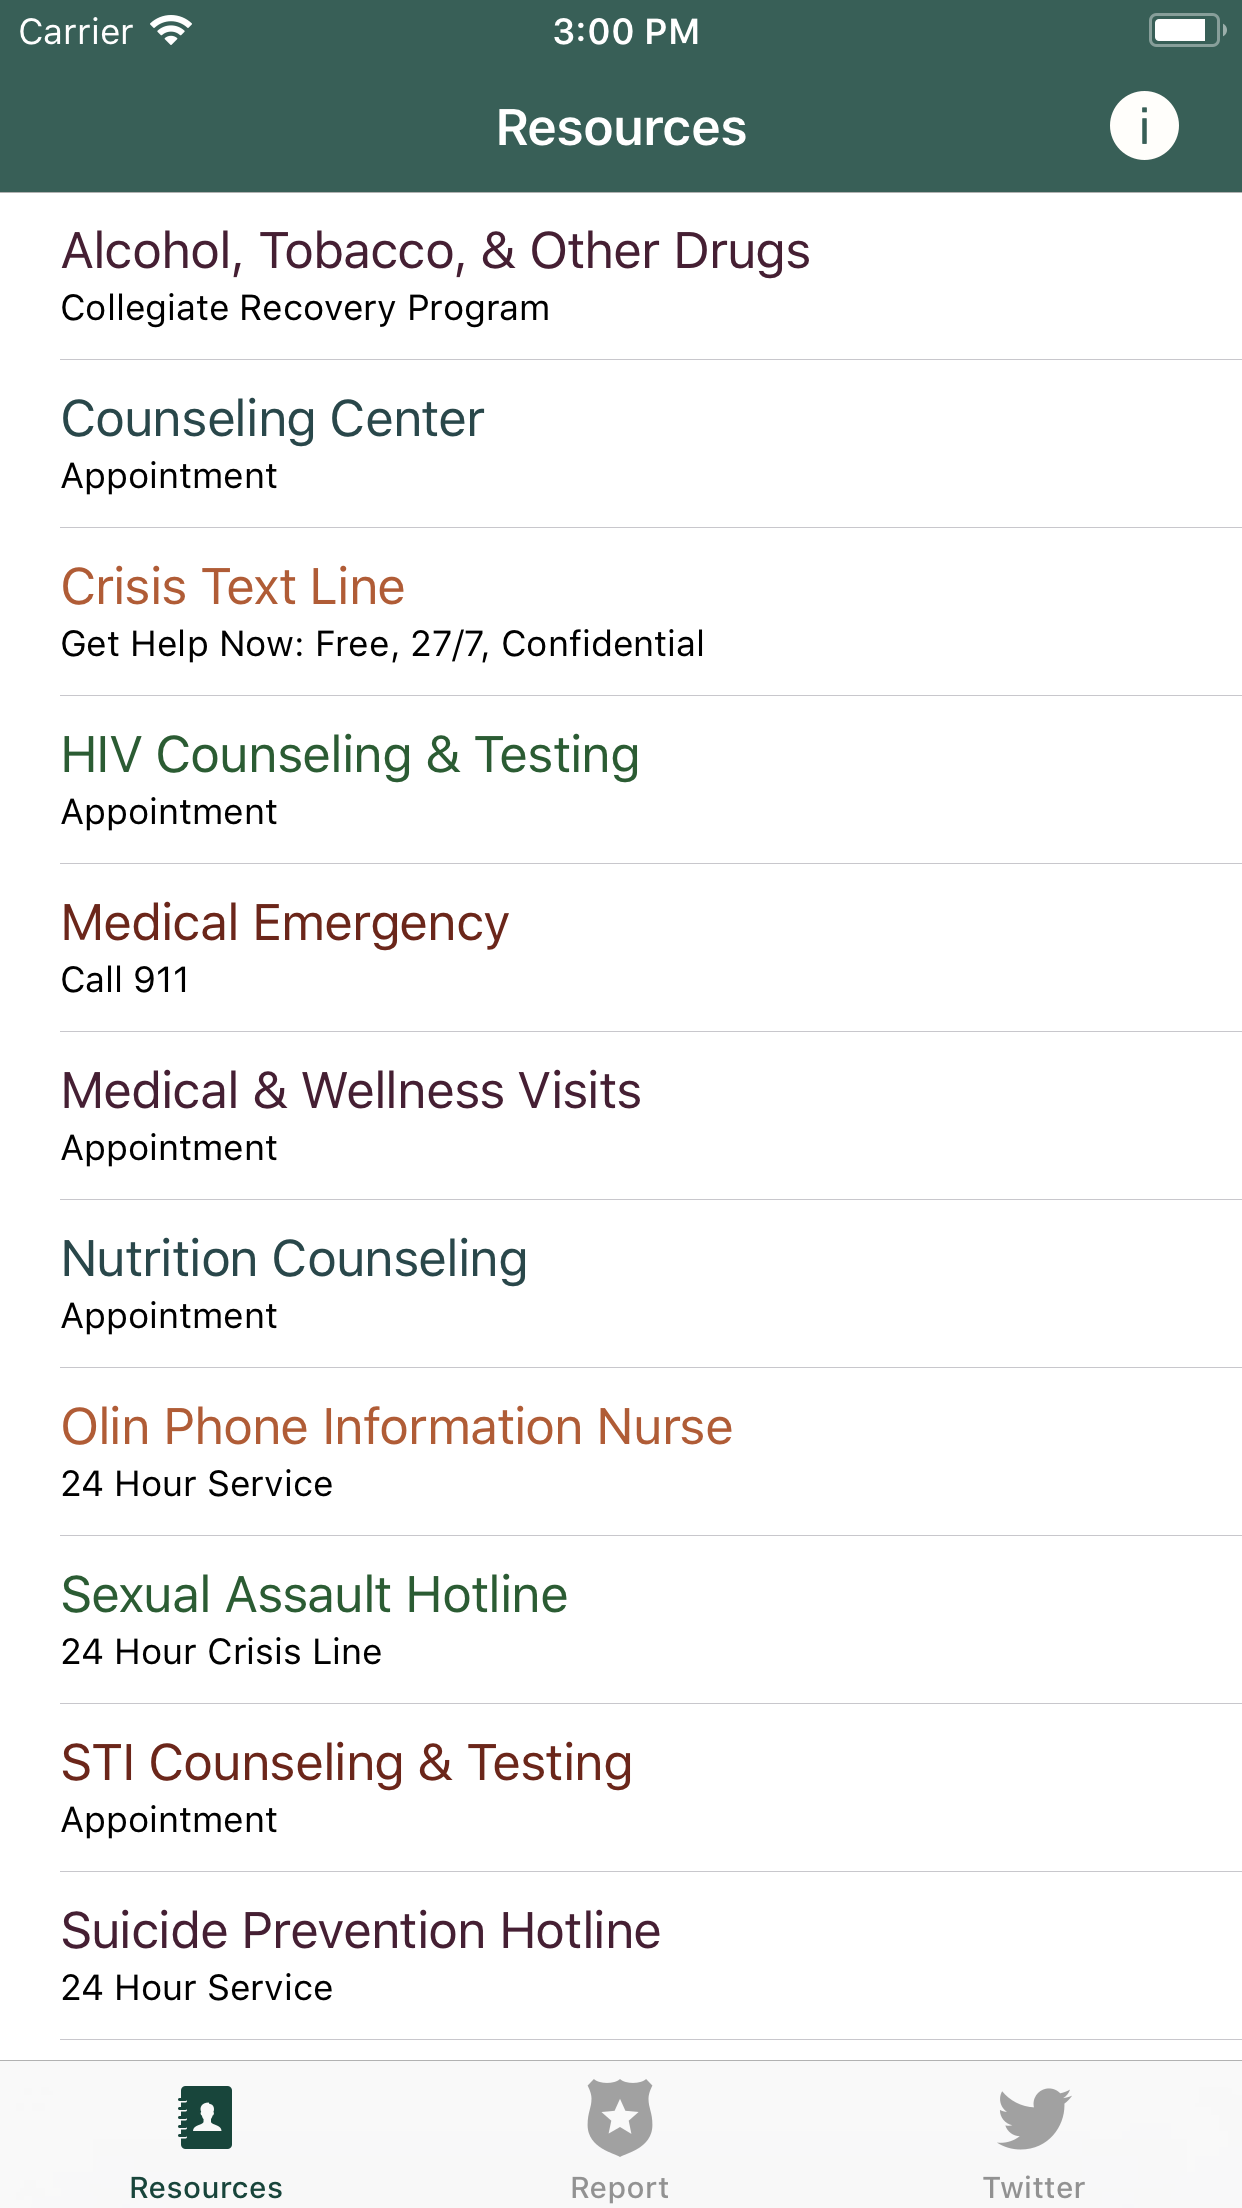 Carrier 3:00 PM
Resources i
Alcohol, Tobacco, & Other Drugs
Collegiate Recovery Program
Counseling Center
Appointment
Crisis Text Line
Get Help Now: Free, 27/7, Confidential
HIV Counseling & Testing
Appointment
Medical Emergency
Call 911
Medical & Wellness Visits
Appointment
Nutrition Counseling
Appointment
Olin Phone Information Nurse
24 Hour Service
Sexual Assault Hotline
24 Hour Crisis Line
STI Counseling & Testing
Appointment
Suicide Prevention Hotline
24 Hour Service
Resources Report Twitter